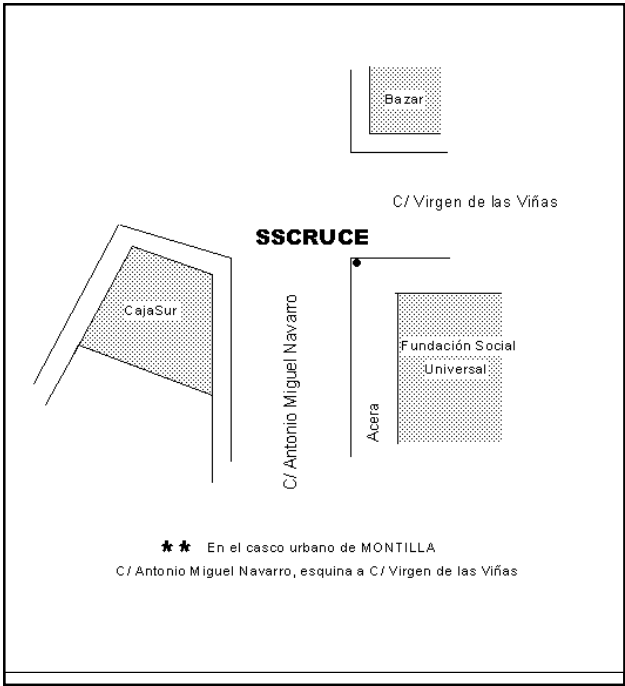 Bazar
C/ Virgen de las Viñas
SSCRUCE
CajaSur
C/ Antonio Miguel Navarro
Fundación Social
Universal
Acera
** En el casco urbano de MONTILLA
C/ Antonio Miguel Navarro, esquina a C/ Virgen de las Viñas